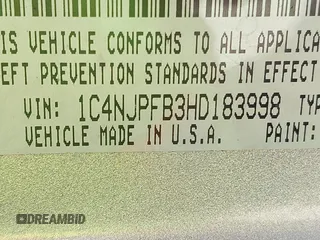 IS VEHICLE CONFORMS TO ALL APPLICA
EFT PREVENTION STANDARDS IN EFFECT
VIN: 1C4NJPFB3HD183998 TYP
VEHICLE MADE IN U.S.A. PAINT:
DREAMBID